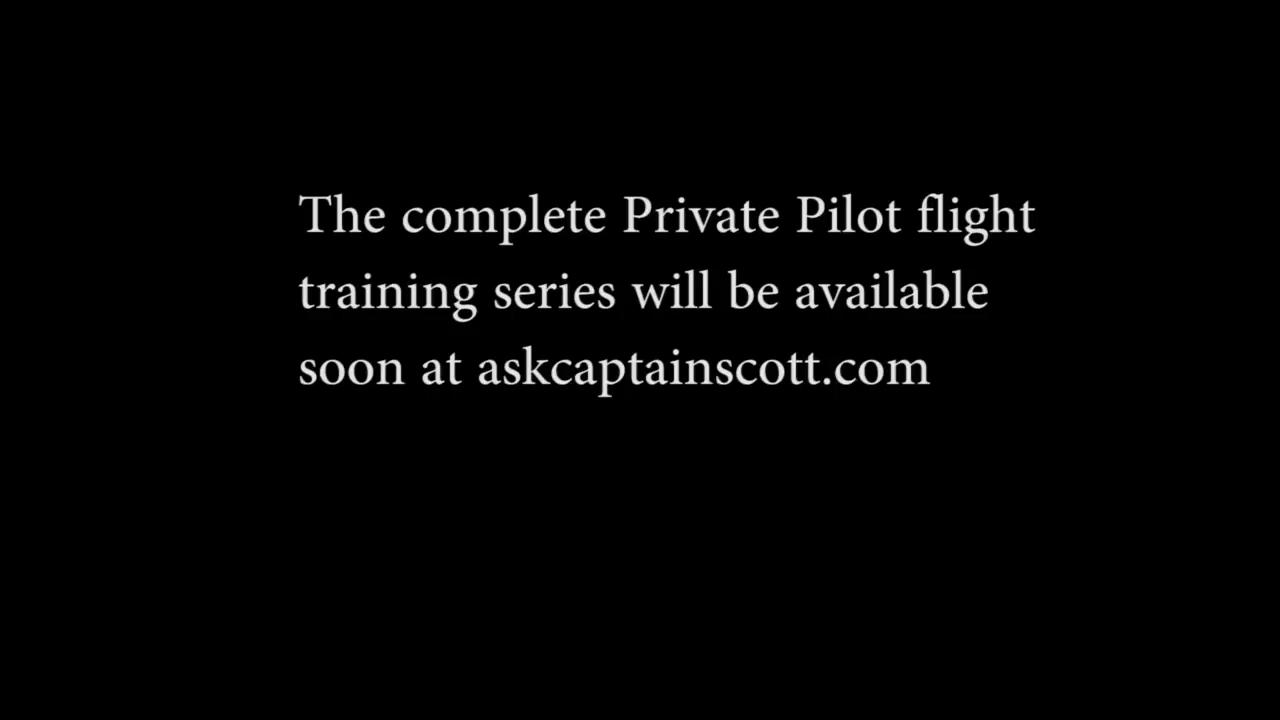 The complete Private Pilot flight
training series will be available
soon at askcaptainscott.com